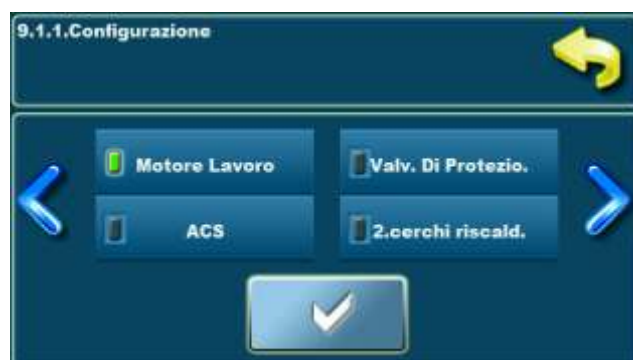 9.1.1.Configurazione
Motore Lavoro
Valv. Di Protezio.
ACS
2.cerchi riscald.